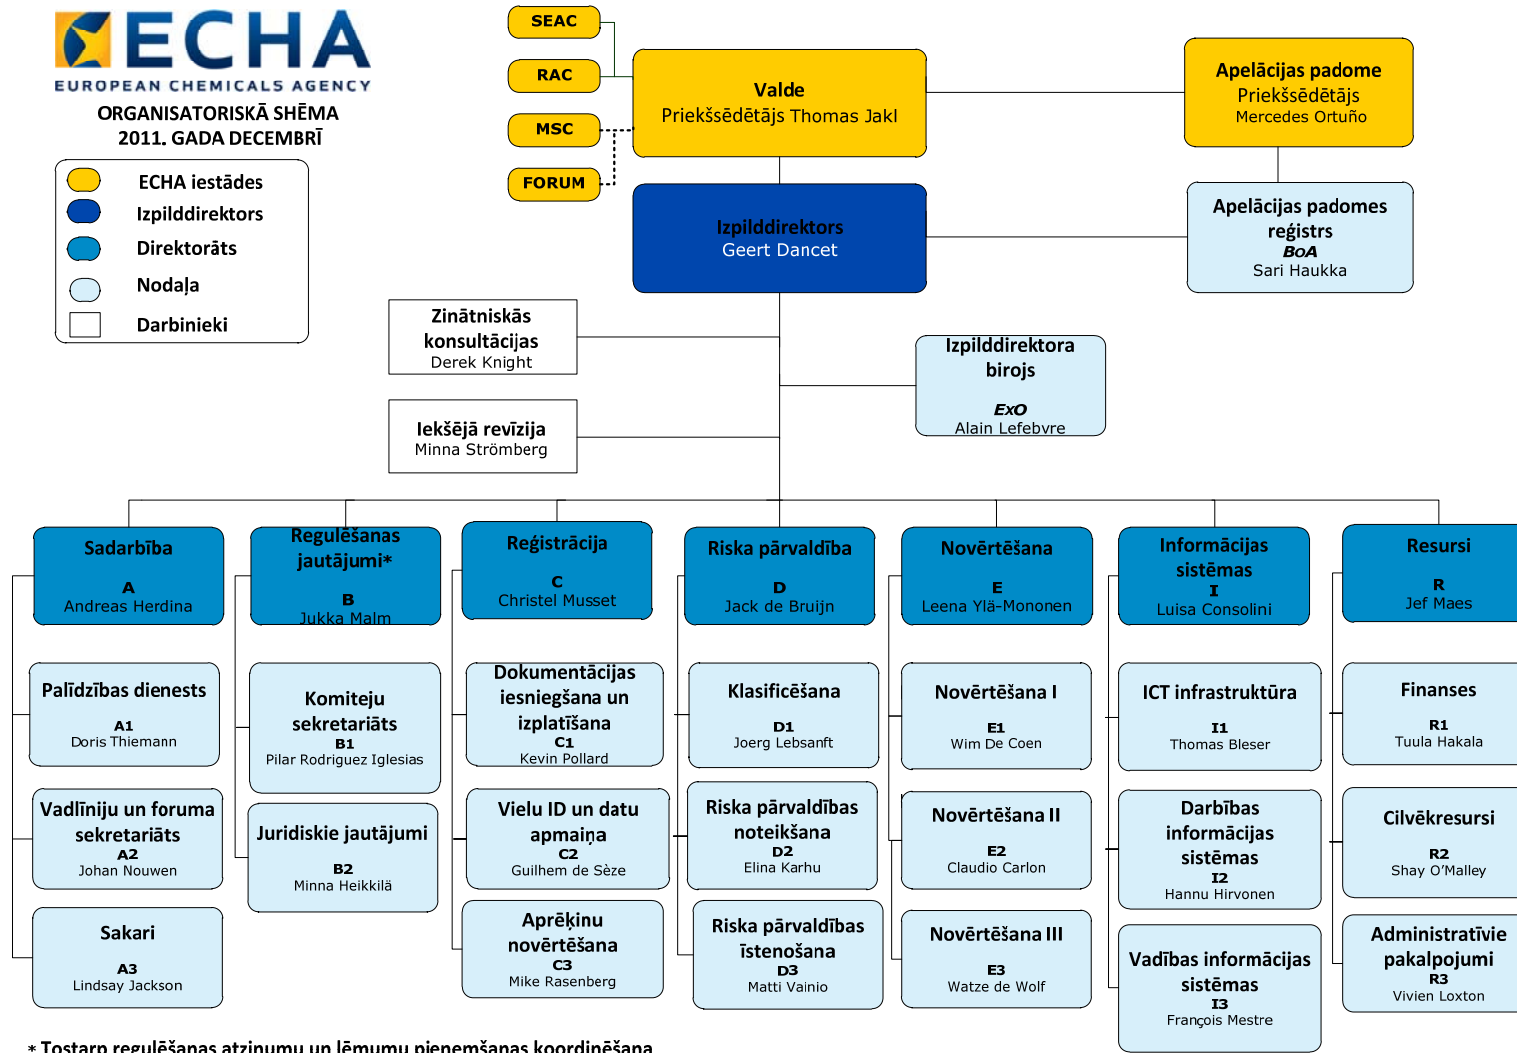 ECHA
EUROPEAN CHEMICALS AGENCY
ORGANISATORISKĀ SHĒMA
2011. GADA DECEMBRĪ
ECHA iestādes
Izpilddirektors
Direktorāts
Nodaļa
Darbinieki
SEAC
RAC
MSC
FORUM
Valde
Priekšsēdētājs Thomas Jakl
Apelācijas padome
Priekšsēdētājs
Mercedes Ortuño
Izpilddirektors
Geert Dancet
Apelācijas padomes
reģistrs
BoA
Sari Haukka
Zinātniskās
konsultācijas
Derek Knight
Izpilddirektora
birojs
ExO
Alain Lefebvre
Iekšējā revīzija
Minna Strömberg
Sadarbība
A
Andreas Herdina
Regulēšanas
jautājumi*
B
Jukka Malm
Reģistrācija
C
Christel Musset
Riska pārvaldība
D
Jack de Bruijn
Novērtēšana
E
Leena Ylä-Mononen
Informācijas
sistēmas
I
Luisa Consolini
Resursi
R
Jef Maes
Palīdzības dienests
A1
Doris Thiemann
Komiteju
sekretariāts
B1
Pilar Rodriguez Iglesias
Dokumentācijas
iesniegšana un
izplatīšana
C1
Kevin Pollard
Klasificēšana
D1
Joerg Lebsanft
Novērtēšana I
E1
Wim De Coen
ICT infrastruktūra
I1
Thomas Bleser
Finanses
R1
Tuula Hakala
Vadlīniju un foruma
sekretariāts
A2
Johan Nouwen
Juridiskie jautājumi
B2
Minna Heikkilä
Vielu ID un datu
apmaiņa
C2
Guilhem de Sèze
Riska pārvaldības
noteikšana
D2
Elina Karhu
Novērtēšana II
E2
Claudio Carlon
Darbības
informācijas
sistēmas
I2
Hannu Hirvonen
Cilvēkresursi
R2
Shay O’Malley
Sakari
A3
Lindsay Jackson
Aprēķinu
novērtēšana
C3
Mike Rasenberg
Riska pārvaldības
īstenošana
D3
Matti Vainio
Novērtēšana III
E3
Watze de Wolf
Vadības informācijas
sistēmas
I3
François Mestre
Administratīvie
pakalpojumi
R3
Vivien Loxton
* Tostarp regulēšanas atzinumu un lēmumu pieņemšanas koordinēšana